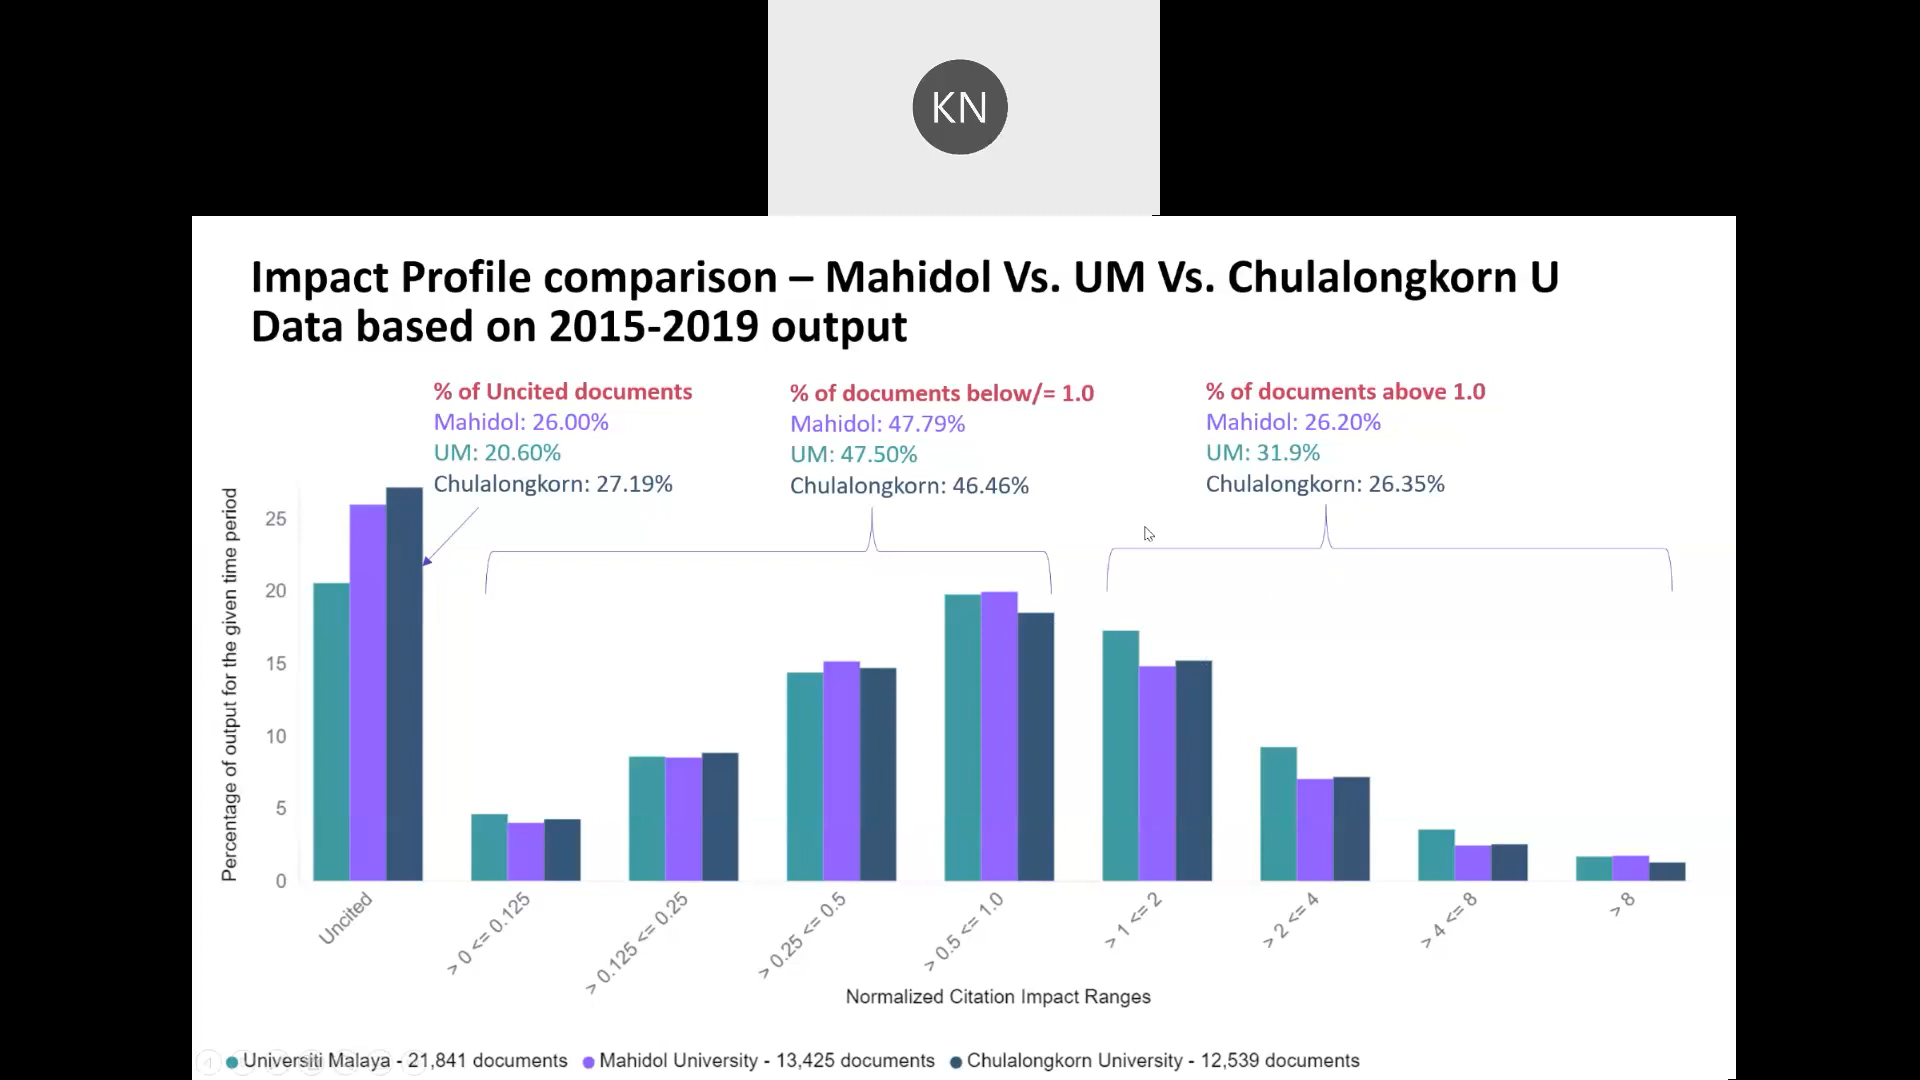 KN
Impact Profile comparison – Mahidol Vs. UM Vs. Chulalongkorn U
Data based on 2015-2019 output
% of Uncited documents
Mahidol: 26.00%
UM: 20.60%
Chulalongkorn: 27.19%
% of documents below/= 1.0
Mahidol: 47.79%
UM: 47.50%
Chulalongkorn: 46.46%
% of documents above 1.0
Mahidol: 26.20%
UM: 31.9%
Chulalongkorn: 26.35%
Percentage of output for the given time period
25
20
15
10
5
0
Uncited
> 0 <= 0.125
> 0.125 <= 0.25
> 0.25 <= 0.5
> 0.5 <= 1.0
> 1 <= 2
> 2 <= 4
> 4 <= 8
> 8
Normalized Citation Impact Ranges
Universiti Malaya - 21,841 documents
Mahidol University - 13,425 documents
Chulalongkorn University - 12,539 documents